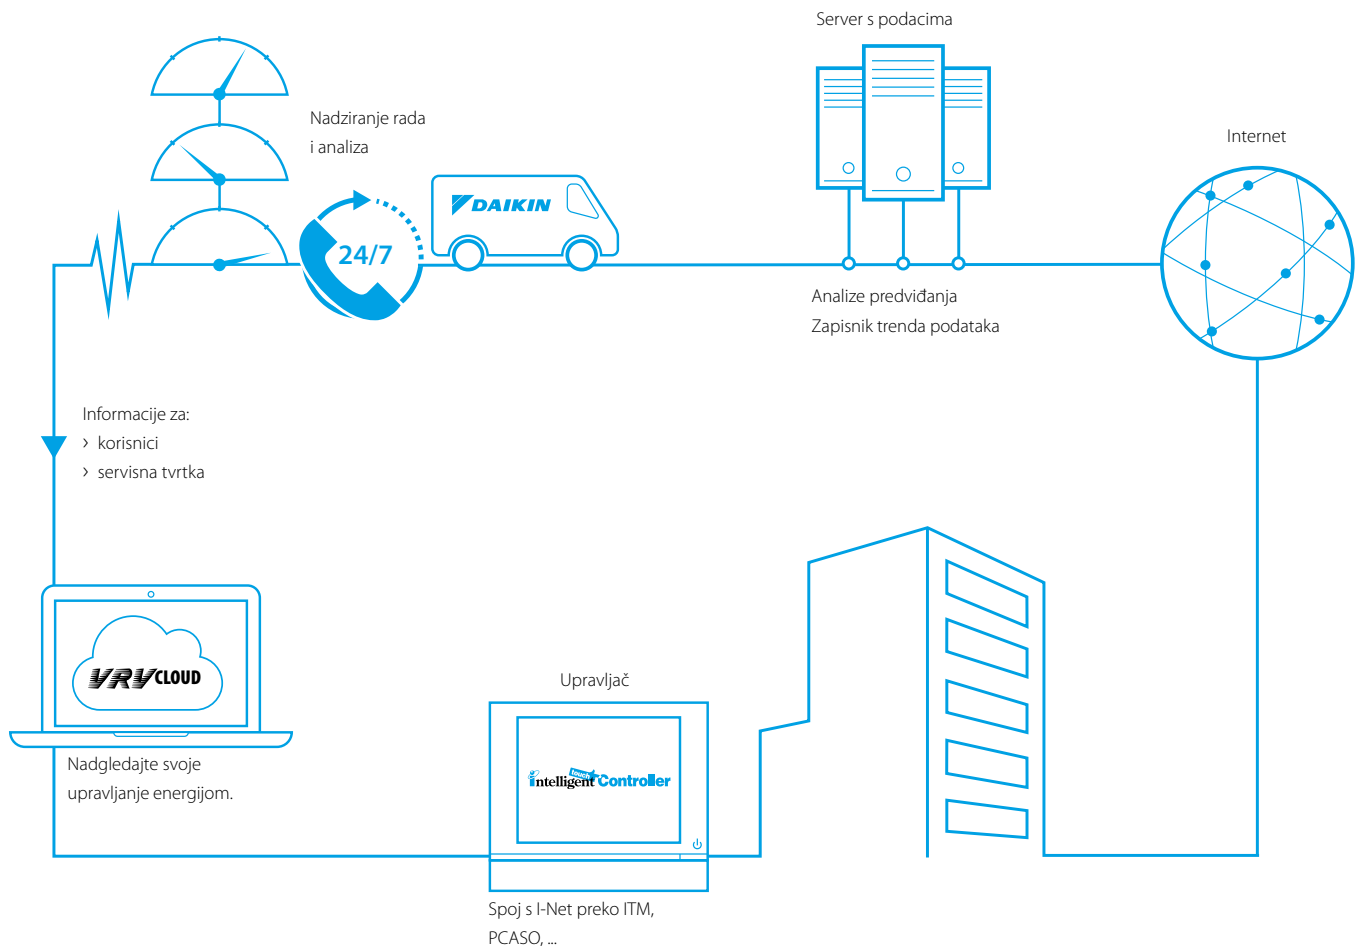 Server s podacima
Nadziranje rada
i analiza
Internet
DAIKIN
24/7
Analize predviđanja
Zapisnik trenda podataka
Informacije za:
› korisnici
› servisna tvrtka
VRV CLOUD
Upravljač
Nadgledajte svoje
upravljanje energijom.
intelligent touch Controller
Spoj s I-Net preko ITM,
PCASO, ...